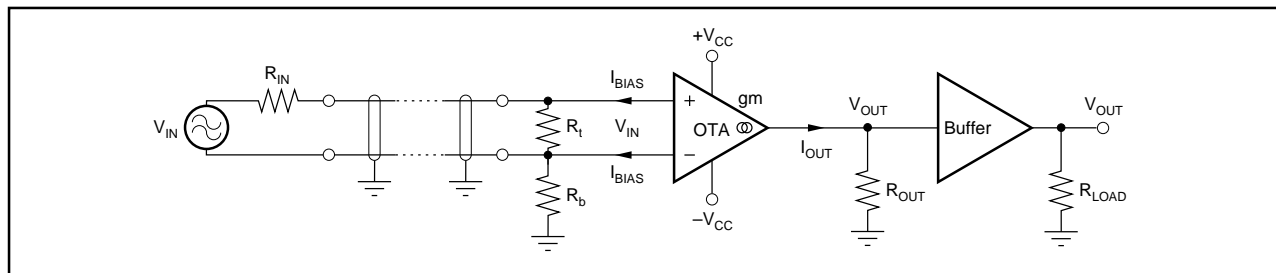 +V_CC
R_IN
I_BIAS
gm
V_OUT
V_OUT
V_IN
R_t
V_IN
+
OTA
−
Buffer
I_OUT
I_BIAS
R_b
R_OUT
R_LOAD
−V_CC